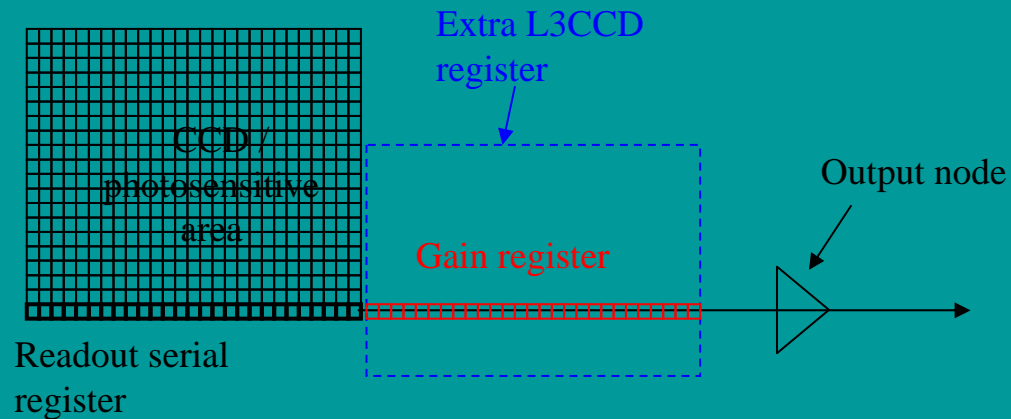 Extra L3CCD
register
CCD /
photosensitive
area
Output node
Gain register
Readout serial
register